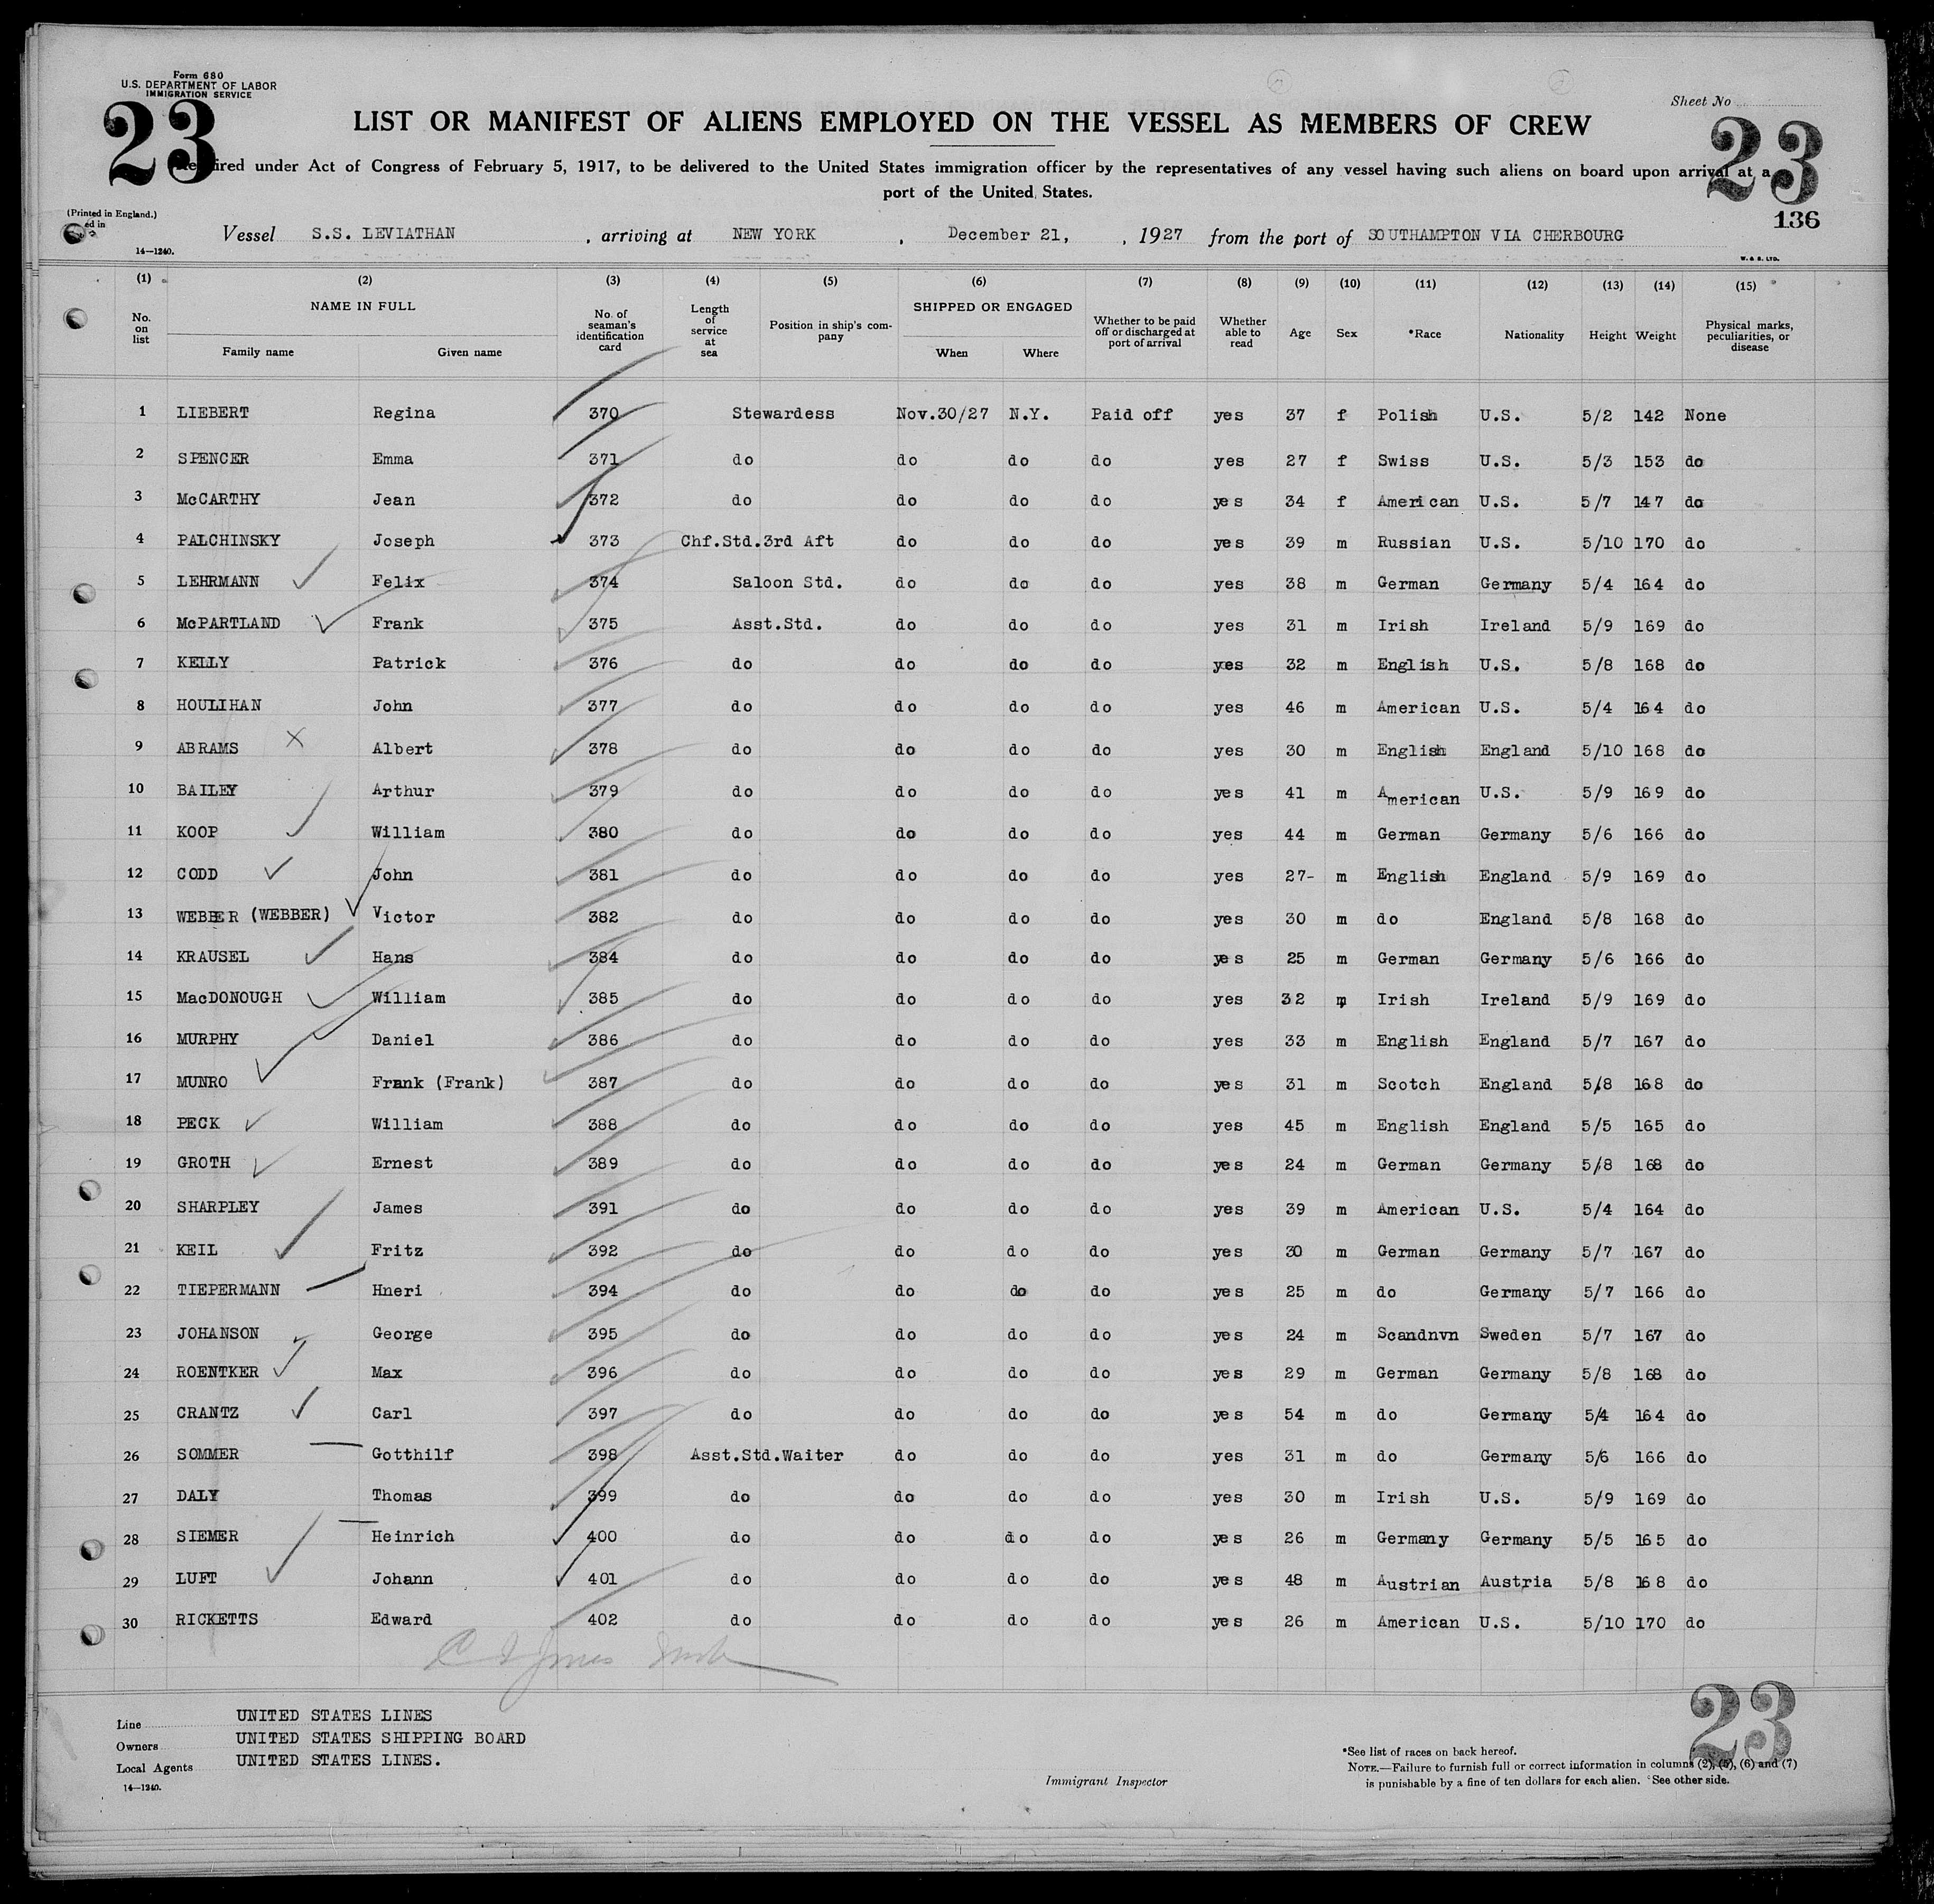 Form 680
U.S. DEPARTMENT OF LABOR
IMMIGRATION SERVICE
Sheet No
23
23
LIST OR MANIFEST OF ALIENS EMPLOYED ON THE VESSEL AS MEMBERS OF CREW
Required under Act of Congress of February 5, 1917, to be delivered to the United States immigration officer by the representatives of any vessel having such aliens on board upon arrival at a
port of the United States.
(Printed in England.)
136
Vessel S.S. LEVIATHAN , arriving at NEW YORK , December 21, , 1927 from the port of SOUTHAMPTON VIA CHERBOURG
14—1240.
W. & S. LTD.
(1) (2) (3) (4) (5) (6) (7) (8) (9) (10) (11) (12) (13) (14) (15)
No. on list NAME IN FULL Family name Given name No. of seaman's identification card Length of service at sea Position in ship's company SHIPPED OR ENGAGED When Where Whether to be paid off or discharged at port of arrival Whether able to read Age Sex *Race Nationality Height Weight Physical marks, peculiarities, or disease
1 LIEBERT Regina 370 Stewardess Nov.30/27 N.Y. Paid off yes 37 f Polish U.S. 5/2 142 None
2 SPENCER Emma 371 do do do do yes 27 f Swiss U.S. 5/3 153 do
3 McCARTHY Jean 372 do do do do yes 34 f American U.S. 5/7 147 do
4 PALCHINSKY Joseph 373 Chf.Std.3rd Aft do do do yes 39 m Russian U.S. 5/10 170 do
5 LEHRMANN Felix 374 Saloon Std. do do do yes 38 m German Germany 5/4 164 do
6 McPARTLAND Frank 375 Asst.Std. do do do yes 31 m Irish Ireland 5/9 169 do
7 KELLY Patrick 376 do do do do yes 32 m English U.S. 5/8 168 do
8 HOULIHAN John 377 do do do do yes 46 m American U.S. 5/4 164 do
9 ABRAMS X Albert 378 do do do do yes 30 m English England 5/10 168 do
10 BAILEY Arthur 379 do do do do yes 41 m American U.S. 5/9 169 do
11 KOOP William 380 do do do do yes 44 m German Germany 5/6 166 do
12 CODD John 381 do do do do yes 27- m English England 5/9 169 do
13 WEBBER (WEBBER) Victor 382 do do do do yes 30 m do England 5/8 168 do
14 KRAUSEL Hans 384 do do do do yes 25 m German Germany 5/6 166 do
15 MacDONOUGH William 385 do do do do yes 32 m Irish Ireland 5/9 169 do
16 MURPHY Daniel 386 do do do do yes 33 m English England 5/7 167 do
17 MUNRO Frank (Frank) 387 do do do do yes 31 m Scotch England 5/8 168 do
18 PECK William 388 do do do do yes 45 m English England 5/5 165 do
19 GROTH Ernest 389 do do do do yes 24 m German Germany 5/8 168 do
20 SHARPLEY James 391 do do do do yes 39 m American U.S. 5/4 164 do
21 KEIL Fritz 392 do do do do yes 30 m German Germany 5/7 167 do
22 TIEPERMANN Hneri 394 do do do do yes 25 m do Germany 5/7 166 do
23 JOHANSON George 395 do do do do yes 24 m Scandnvn Sweden 5/7 167 do
24 ROENTKER Max 396 do do do do yes 29 m German Germany 5/8 168 do
25 CRANTZ Carl 397 do do do do yes 54 m do Germany 5/4 164 do
26 SOMMER Gotthilf 398 Asst.Std.Waiter do do do yes 31 m do Germany 5/6 166 do
27 DALY Thomas 399 do do do do yes 30 m Irish U.S. 5/9 169 do
28 SIEMER Heinrich 400 do do do do yes 26 m Germany Germany 5/5 165 do
29 LUFT Johann 401 do do do do yes 48 m Austrian Austria 5/8 168 do
30 RICKETTS Edward 402 do do do do yes 26 m American U.S. 5/10 170 do
Line UNITED STATES LINES
Owners UNITED STATES SHIPPING BOARD
Local Agents UNITED STATES LINES.
14—1240.
Immigrant Inspector
23
*See list of races on back hereof.
NOTE.—Failure to furnish full or correct information in columns (2), (5), (6) and (7)
is punishable by a fine of ten dollars for each alien. See other side.